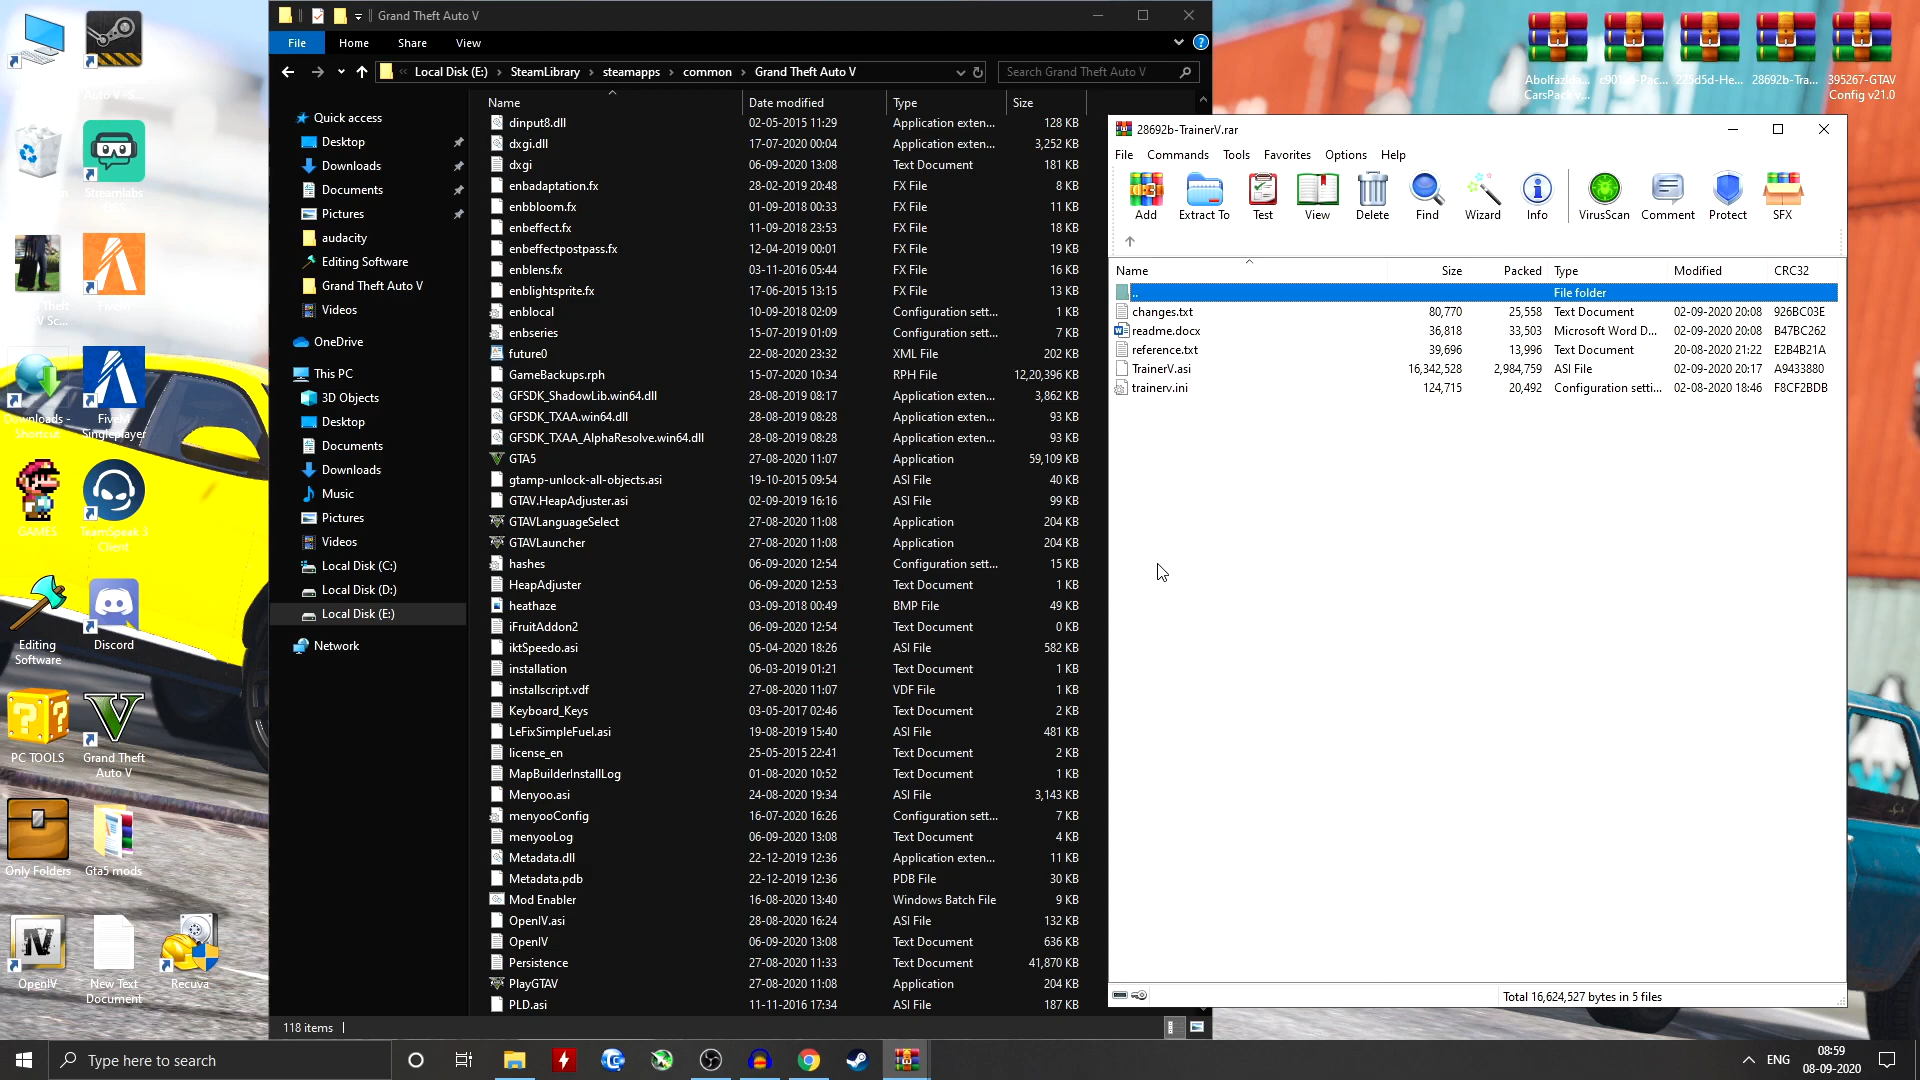 Grand Theft Auto V
File Home Share View
Local Disk (E:) SteamLibrary steamapps common Grand Theft Auto V
Search Grand Theft Auto V
Quick access
Desktop
Downloads
Documents
Pictures
audacity
Editing Software
Grand Theft Auto V
Videos
OneDrive
This PC
3D Objects
Desktop
Documents
Downloads
Music
Pictures
Videos
Local Disk (C:)
Local Disk (D:)
Local Disk (E:)
Network
Name Date modified Type Size
dinput8.dll 02-05-2015 11:29 Application exten... 128 KB
dxgi.dll 17-07-2020 00:04 Application exten... 3,252 KB
dxgi 06-09-2020 13:08 Text Document 181 KB
enbadaptation.fx 28-02-2019 20:48 FX File 8 KB
enbbloom.fx 01-09-2018 00:33 FX File 11 KB
enbeffect.fx 11-09-2018 23:53 FX File 18 KB
enbeffectpostpass.fx 12-04-2019 00:01 FX File 19 KB
enblens.fx 03-11-2016 05:44 FX File 16 KB
enblightsprite.fx 17-06-2015 13:15 FX File 13 KB
enblocal 10-09-2018 02:09 Configuration sett... 1 KB
enbseries 15-07-2019 01:09 Configuration sett... 7 KB
future0 22-08-2020 23:32 XML File 202 KB
GameBackups.rph 15-07-2020 10:34 RPH File 12,20,396 KB
GFSDK_ShadowLib.win64.dll 28-08-2019 08:17 Application exten... 3,862 KB
GFSDK_TXAA.win64.dll 28-08-2019 08:28 Application exten... 93 KB
GFSDK_TXAA_AlphaResolve.win64.dll 28-08-2019 08:28 Application exten... 93 KB
GTA5 27-08-2020 11:07 Application 59,109 KB
gtamp-unlock-all-objects.asi 19-10-2015 09:54 ASI File 40 KB
GTAV.HeapAdjuster.asi 02-09-2019 16:16 ASI File 99 KB
GTAVLanguageSelect 27-08-2020 11:08 Application 204 KB
GTAVLauncher 27-08-2020 11:08 Application 204 KB
hashes 06-09-2020 12:54 Configuration sett... 15 KB
HeapAdjuster 06-09-2020 12:53 Text Document 1 KB
heathaze 03-09-2018 00:49 BMP File 49 KB
iFruitAddon2 06-09-2020 12:54 Text Document 0 KB
iktSpeedo.asi 05-04-2020 18:26 ASI File 582 KB
installation 06-03-2019 01:21 Text Document 1 KB
installscript.vdf 27-08-2020 11:07 VDF File 1 KB
Keyboard_Keys 03-05-2017 02:46 Text Document 2 KB
LeFixSimpleFuel.asi 19-08-2019 15:40 ASI File 481 KB
license_en 25-05-2015 22:41 Text Document 2 KB
MapBuilderInstallLog 01-08-2020 10:52 Text Document 1 KB
Menyoo.asi 24-08-2020 19:34 ASI File 3,143 KB
menyooConfig 16-07-2020 16:26 Configuration sett... 7 KB
menyooLog 06-09-2020 13:08 Text Document 4 KB
Metadata.dll 22-12-2019 12:36 Application exten... 11 KB
Metadata.pdb 22-12-2019 12:36 PDB File 30 KB
Mod Enabler 16-08-2020 13:40 Windows Batch File 9 KB
OpenIV.asi 28-08-2020 16:24 ASI File 132 KB
OpenIV 06-09-2020 13:08 Text Document 636 KB
Persistence 27-08-2020 11:33 Text Document 41,870 KB
PlayGTAV 27-08-2020 11:08 Application 204 KB
PLD.asi 11-11-2016 17:34 ASI File 187 KB
118 items
28692b-TrainerV.rar
File Commands Tools Favorites Options Help
Add Extract To Test View Delete Find Wizard Info VirusScan Comment Protect SFX
Name Size Packed Type Modified CRC32
.. File folder
changes.txt 80,770 25,558 Text Document 02-09-2020 20:08 926BC03E
readme.docx 36,818 33,503 Microsoft Word D... 02-09-2020 20:08 B47BC262
reference.txt 39,696 13,996 Text Document 20-08-2020 21:22 E2B4B21A
TrainerV.asi 16,342,528 2,984,759 ASI File 02-09-2020 20:17 A9433880
trainerv.ini 124,715 20,492 Configuration setti... 02-08-2020 18:46 F8CF2BDB
Total 16,624,527 bytes in 5 files
28692b-Tra...
395267-GTAV
Config v21.0
Streamlabs
FiveM
Downloads -
Shortcut
FiveM
Singleplayer
GAMES
TeamSpeak 3
Client
Editing
Software
Discord
PC TOOLS
Grand Theft
Auto V
Only Folders
Gta5 mods
OpenIV
New Text
Document
Recuva
Type here to search
ENG
08:59
08-09-2020